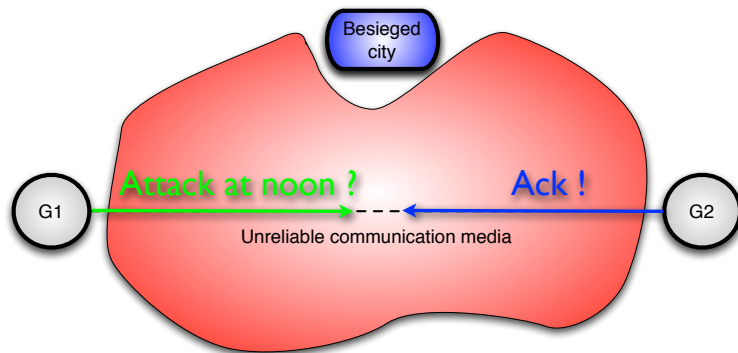 Besieged
city
Attack at noon ?
Ack !
G1
G2
Unreliable communication media